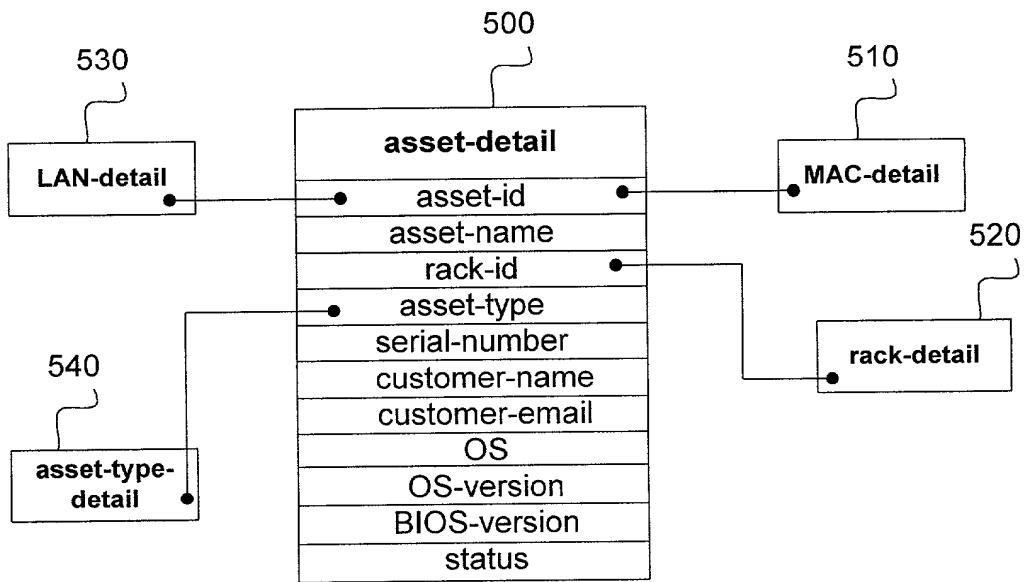 500
530
510
asset-detail
LAN-detail
MAC-detail
asset-id
asset-name
520
rack-id
asset-type
serial-number
rack-detail
540
customer-name
customer-email
OS
asset-type-
detail
OS-version
BIOS-version
status